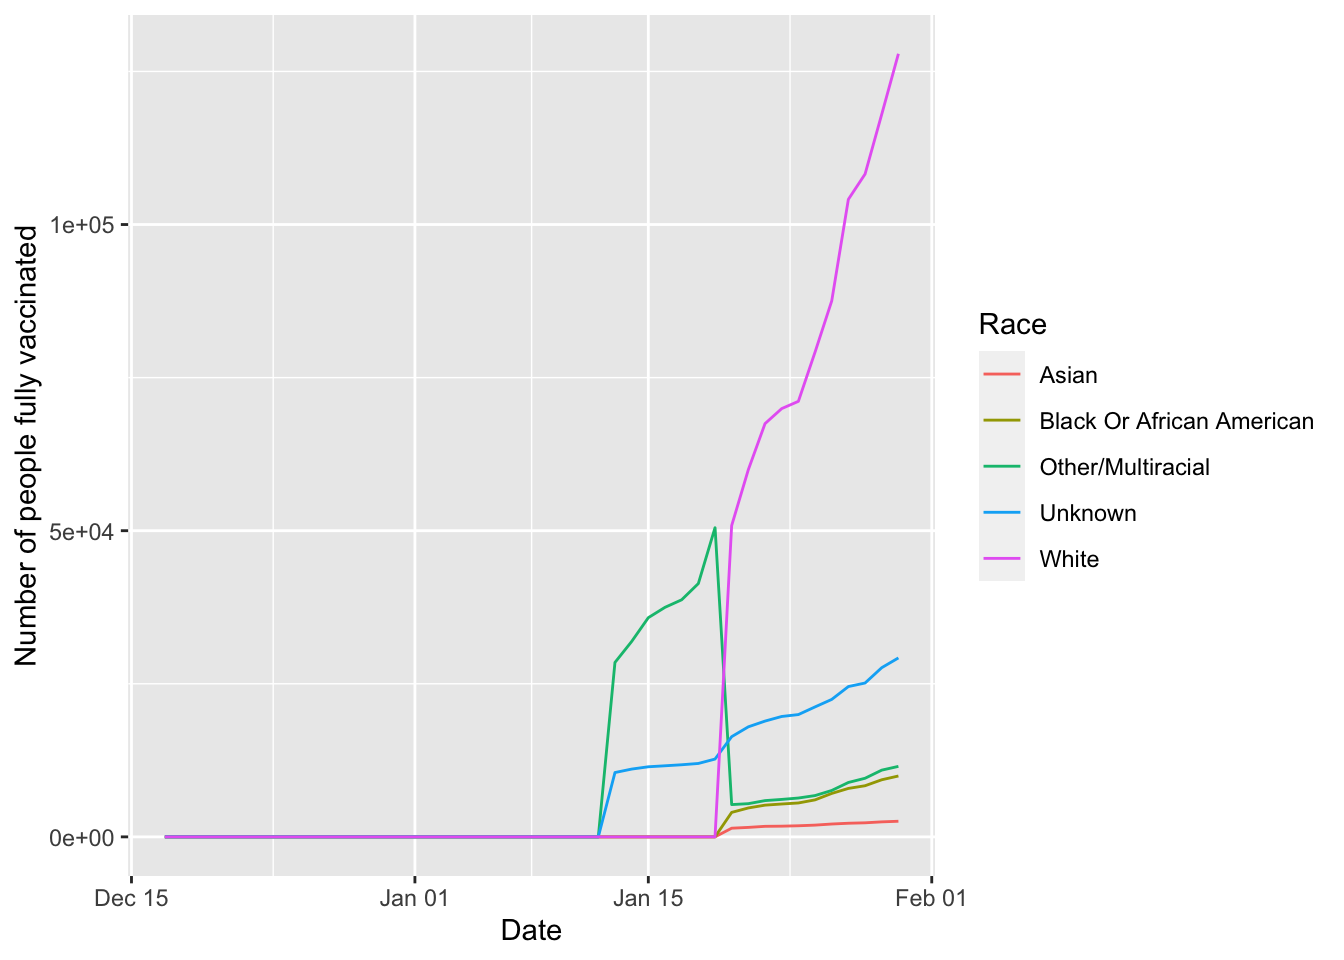 Number of people fully vaccinated
1e+05
5e+04
0e+00
Dec 15
Jan 01
Jan 15
Feb 01
Date
Race
Asian
Black Or African American
Other/Multiracial
Unknown
White